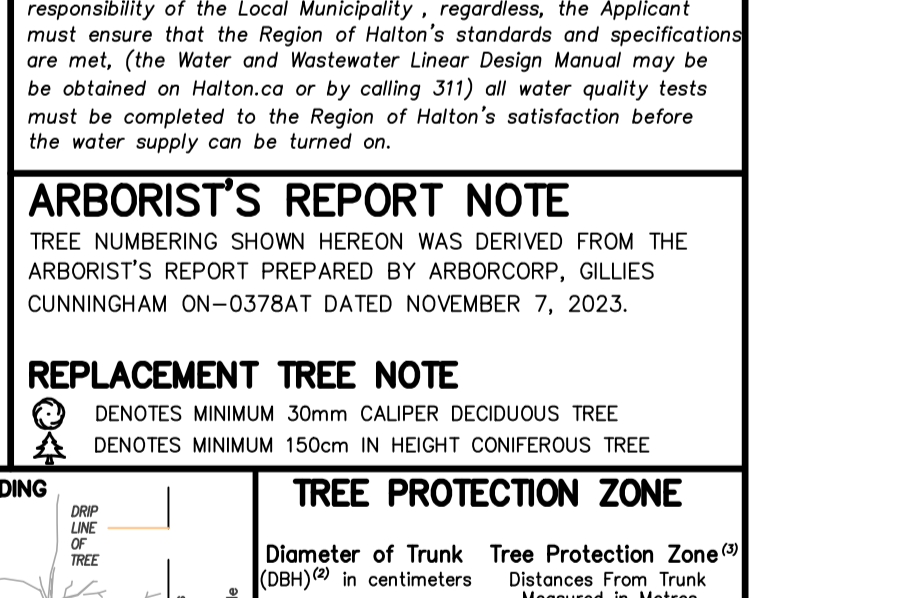 responsibility of the Local Municipality , regardless, the Applicant
must ensure that the Region of Halton's standards and specifications
are met, (the Water and Wastewater Linear Design Manual may be
be obtained on Halton.ca or by calling 311) all water quality tests
must be completed to the Region of Halton's satisfaction before
the water supply can be turned on.
ARBORIST'S REPORT NOTE
TREE NUMBERING SHOWN HEREON WAS DERIVED FROM THE
ARBORIST'S REPORT PREPARED BY ARBORCORP, GILLIES
CUNNINGHAM ON-0378AT DATED NOVEMBER 7, 2023.
REPLACEMENT TREE NOTE
DENOTES MINIMUM 30mm CALIPER DECIDUOUS TREE
DENOTES MINIMUM 150cm IN HEIGHT CONIFEROUS TREE
DING
DRIP
LINE
OF
TREE
TREE PROTECTION ZONE
Diameter of Trunk
(DBH)(2) in centimeters
Tree Protection Zone(3)
Distances From Trunk
Measured in Metres